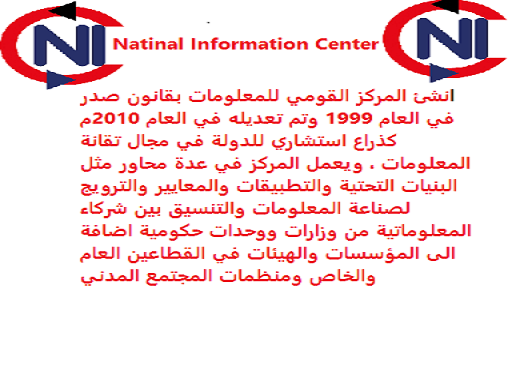 NI
NI
Natinal Information Center
انشئ المركز القومي للمعلومات بقانون صدر
في العام 1999 وتم تعديله في العام 2010م
كذراع استشاري للدولة في مجال تقانة
المعلومات ، ويعمل المركز في عدة محاور مثل
البنيات التحتية والتطبيقات والمعايير والترويج
لصناعة المعلومات والتنسيق بين شركاء
المعلوماتية من وزارات ووحدات حكومية اضافة
الى المؤسسات والهيئات في القطاعين العام
والخاص ومنظمات المجتمع المدني